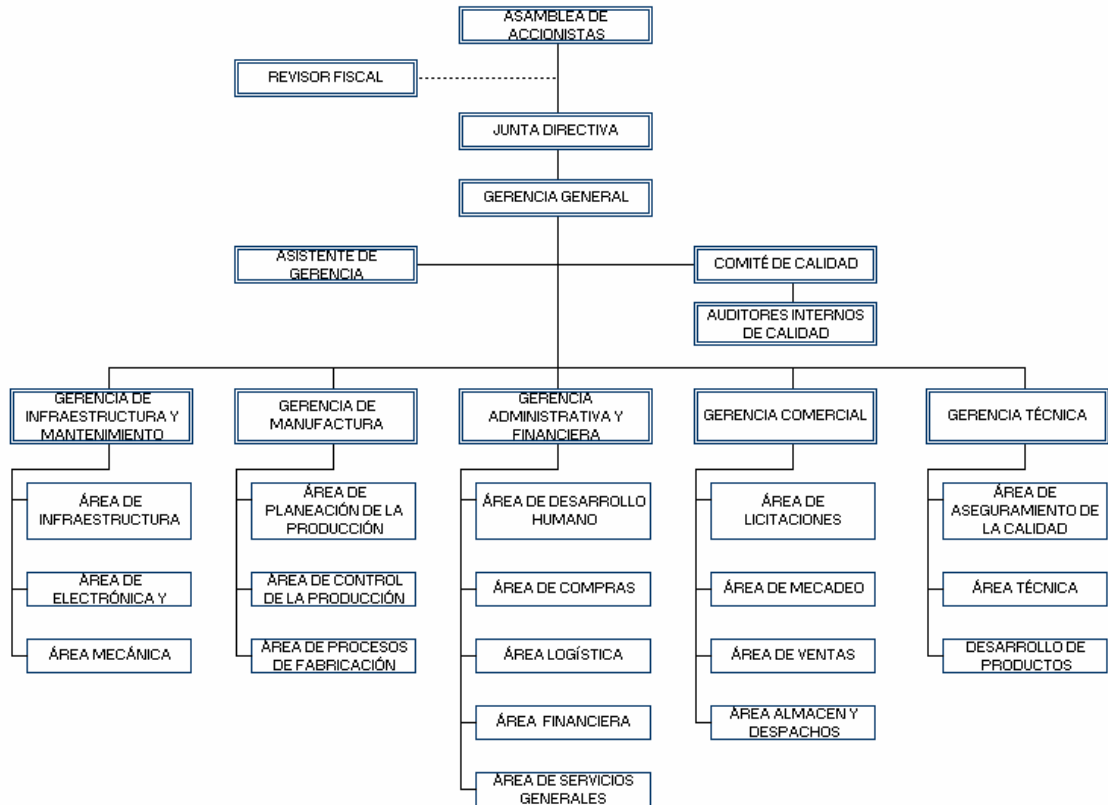 ASAMBLEA DE
ACCIONISTAS
REVISOR FISCAL
JUNTA DIRECTIVA
GERENCIA GENERAL
ASISTENTE DE
GERENCIA
COMITÉ DE CALIDAD
AUDITORES INTERNOS
DE CALIDAD
GERENCIA DE
INFRAESTRUCTURA Y
MANTENIMIENTO
GERENCIA DE
MANUFACTURA
GERENCIA
ADMINISTRATIVA Y
FINANCIERA
GERENCIA COMERCIAL
GERENCIA TÉCNICA
ÁREA DE
INFRAESTRUCTURA
ÁREA DE
ELECTRÓNICA Y
ÁREA MECÁNICA
ÁREA DE
PLANEACIÓN DE LA
PRODUCCIÓN
ÁREA DE CONTROL
DE LA PRODUCCIÓN
ÁREA DE PROCESOS
DE FABRICACIÓN
ÁREA DE DESARROLLO
HUMANO
ÁREA DE COMPRAS
ÁREA LOGÍSTICA
ÁREA FINANCIERA
ÁREA DE SERVICIOS
GENERALES
ÁREA DE
LICITACIONES
ÁREA DE MECADEO
ÁREA DE VENTAS
ÁREA ALMACEN Y
DESPACHOS
ÁREA DE
ASEGURAMIENTO DE
LA CALIDAD
ÁREA TÉCNICA
DESARROLLO DE
PRODUCTOS